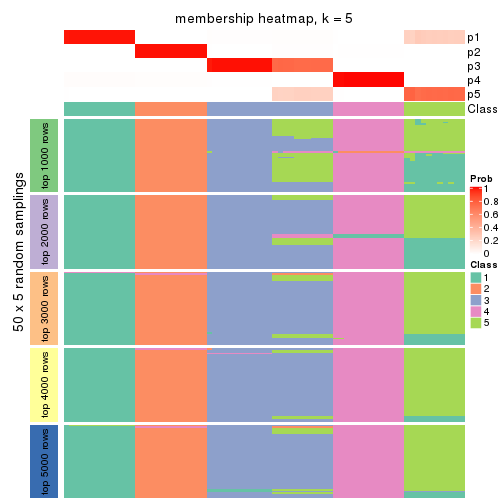 membership heatmap, k = 5
p1
p2
p3
p4
p5
Class
50 x 5 random samplings
top 1000 rows
top 2000 rows
top 3000 rows
top 4000 rows
top 5000 rows
Prob
1
0.8
0.6
0.4
0.2
0
Class
1
2
3
4
5